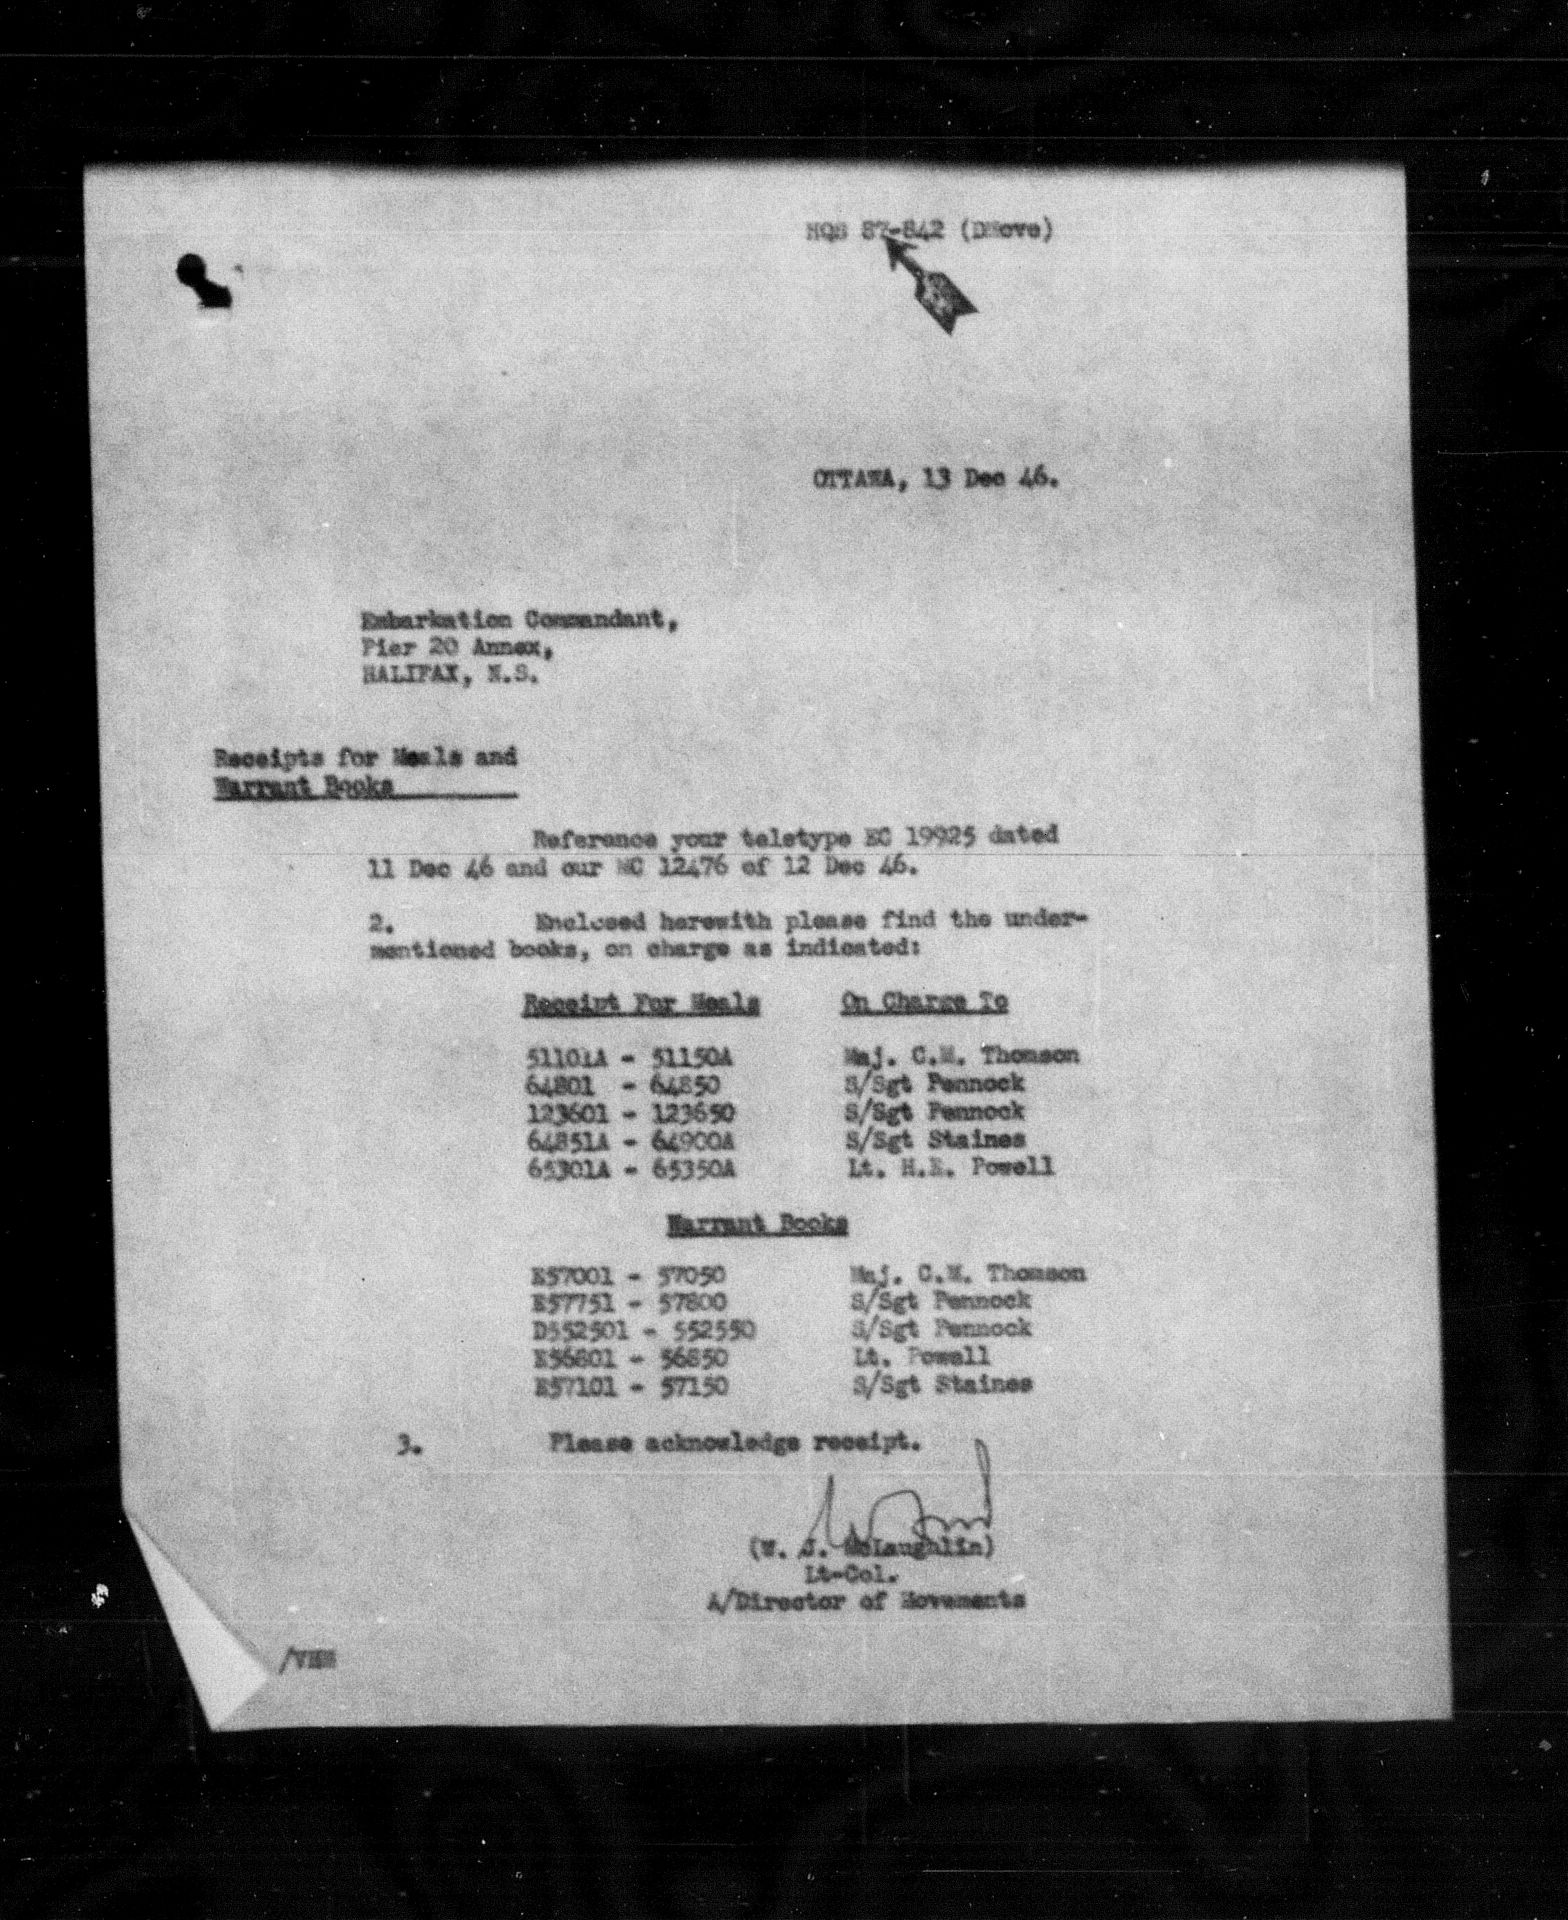 HQS 87-842 (DMove)
OTTAWA, 13 Dec 46.
Embarkation Commandant,
Pier 20 Annex,
HALIFAX, N.S.
Receipts for Meals and
Warrant Books
Reference your teletype EC 19925 dated
11 Dec 46 and our MC 12476 of 12 Dec 46.
2. Enclosed herewith please find the under-
mentioned books, on charge as indicated:
Receipt For Meals On Charge To
51101A - 51150A Maj. C.M. Thomson
64801 - 64850 S/Sgt Pennock
123601 - 123650 S/Sgt Pennock
64851A - 64900A S/Sgt Staines
65301A - 65350A Lt. H.E. Powell
Warrant Books
E57001 - 57050 Maj. C.M. Thomson
E57751 - 57800 S/Sgt Pennock
D552501 - 552550 S/Sgt Pennock
E56801 - 56850 Lt. Powell
E57101 - 57150 S/Sgt Staines
3. Please acknowledge receipt.
(W. J. McLaughlin)
Lt-Col.
A/Director of Movements